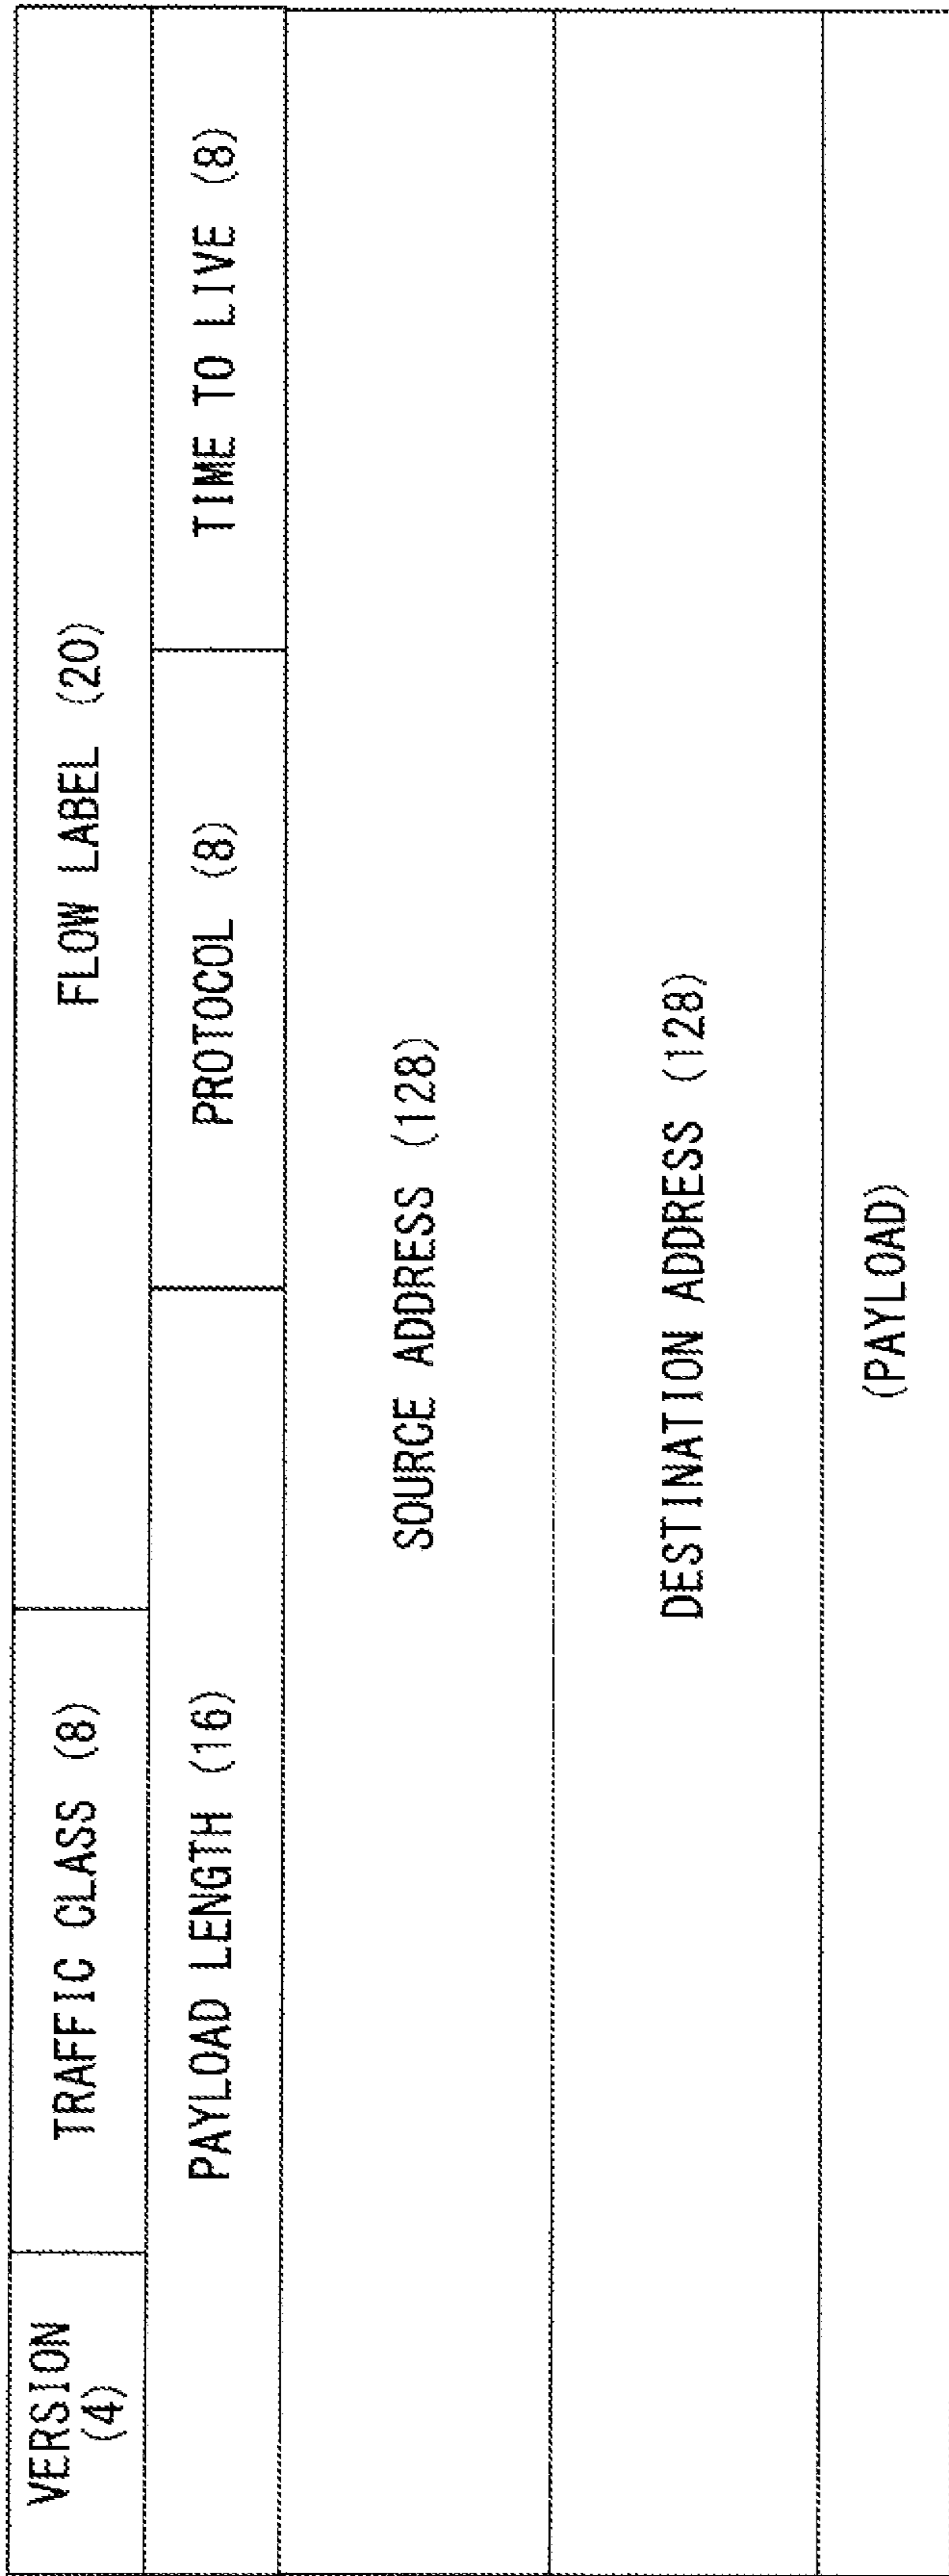 VERSION
(4)
TRAFFIC CLASS (8)
FLOW LABEL (20)
PAYLOAD LENGTH (16)
PROTOCOL (8)
TIME TO LIVE (8)
SOURCE ADDRESS (128)
DESTINATION ADDRESS (128)
(PAYLOAD)